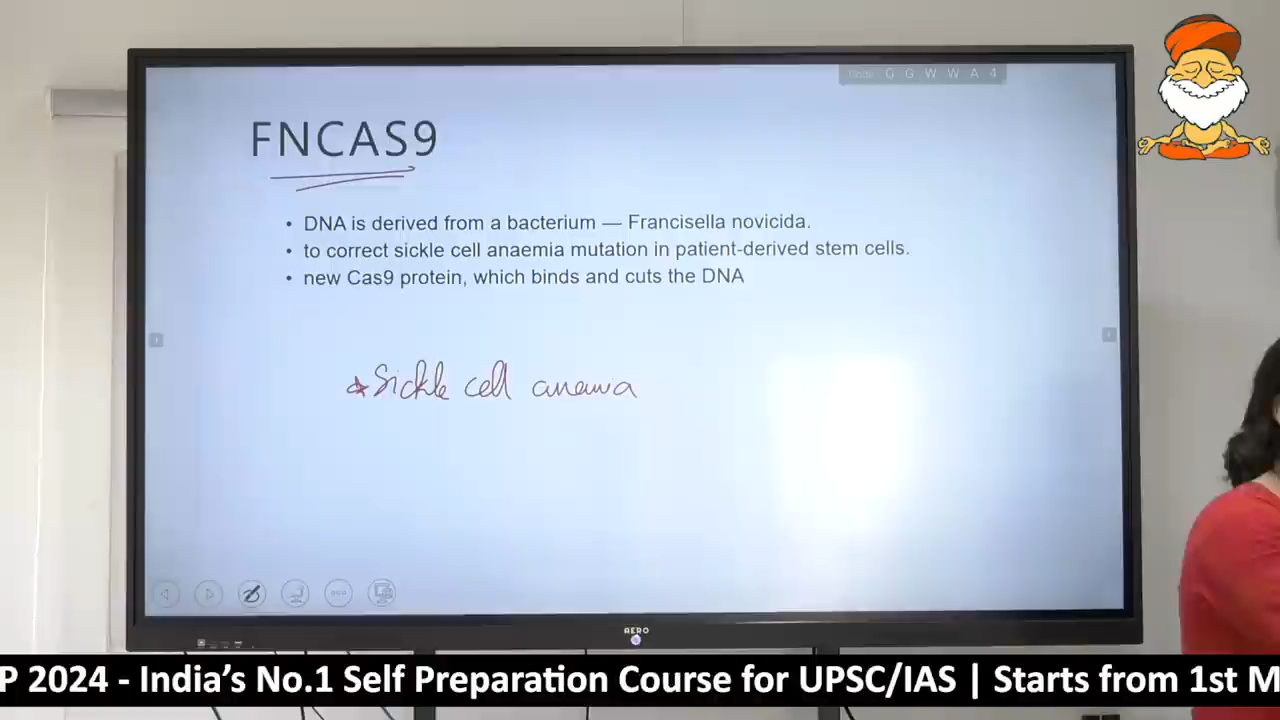 G G W W A 4
FNCAS9
• DNA is derived from a bacterium — Francisella novicida.
• to correct sickle cell anaemia mutation in patient-derived stem cells.
• new Cas9 protein, which binds and cuts the DNA
* Sickle cell anemia
AERO
P 2024 - India’s No.1 Self Preparation Course for UPSC/IAS | Starts from 1st M